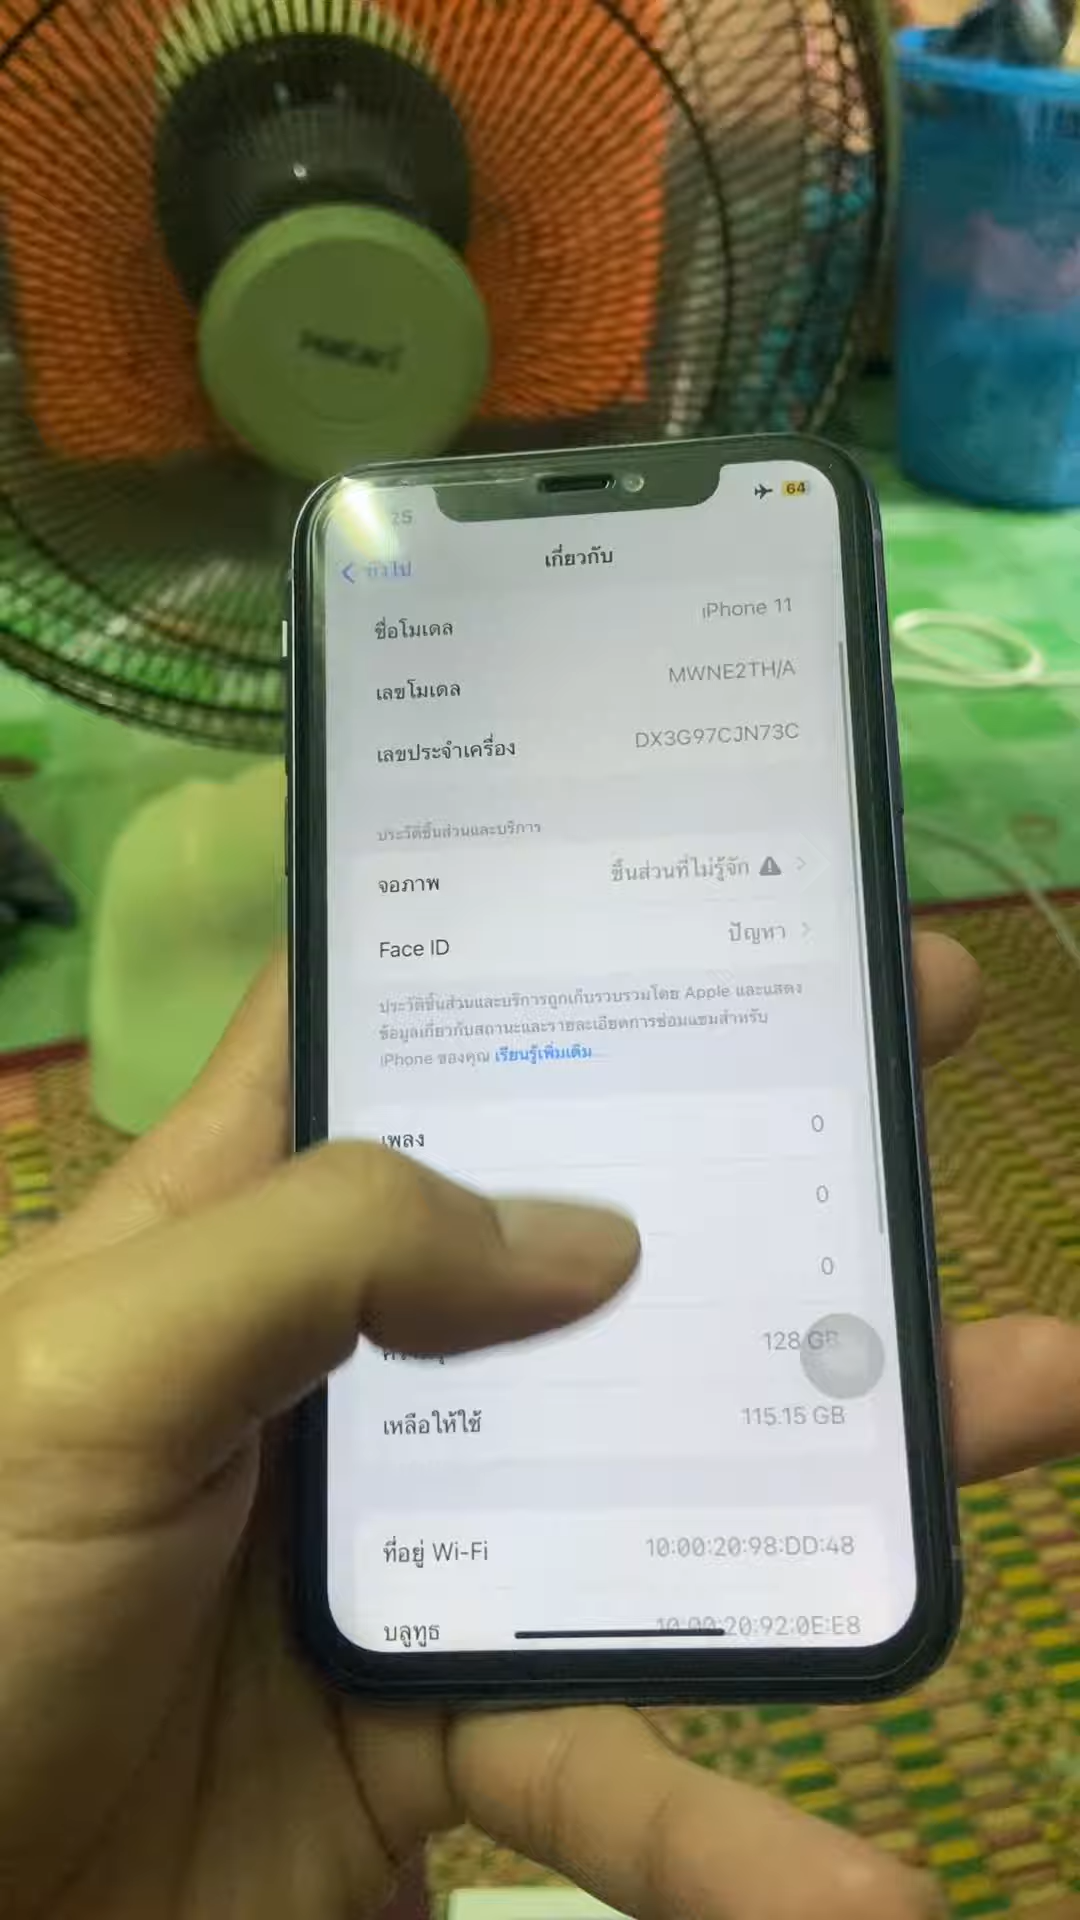 64
เกี่ยวกับ
ทั่วไป
ชื่อโมเดล iPhone 11
เลขโมเดล MWNE2TH/A
เลขประจำเครื่อง DX3G97CJN73C
ประวัติชิ้นส่วนและบริการ
จอภาพ ชิ้นส่วนที่ไม่รู้จัก
Face ID ปัญหา
ประวัติชิ้นส่วนและบริการถูกเก็บรวบรวมโดย Apple และแสดง
ข้อมูลเกี่ยวกับสถานะและรายละเอียดการซ่อมแซมสำหรับ
iPhone ของคุณ เรียนรู้เพิ่มเติม
เพลง 0
0
0
128 GB
เหลือให้ใช้ 115.15 GB
ที่อยู่ Wi-Fi 10:00:20:98:DD:48
บลูทูธ 10:00:20:92:0E:E8